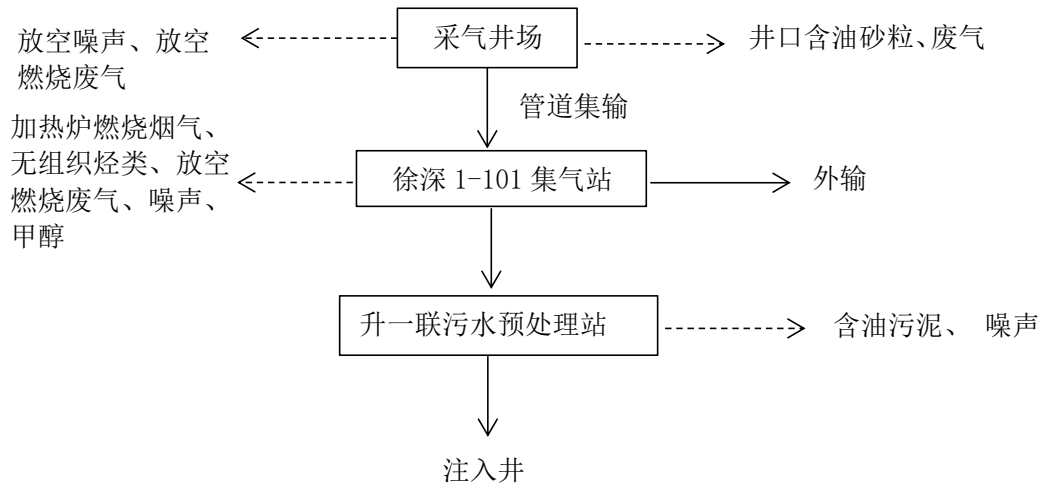 采气井场
放空噪声、放空
燃烧废气
井口含油砂粒、废气
管道集输
加热炉燃烧烟气、
无组织烃类、放空
燃烧废气、噪声、
甲醇
徐深 1-101 集气站
外输
升一联污水预处理站
含油污泥、 噪声
注入井